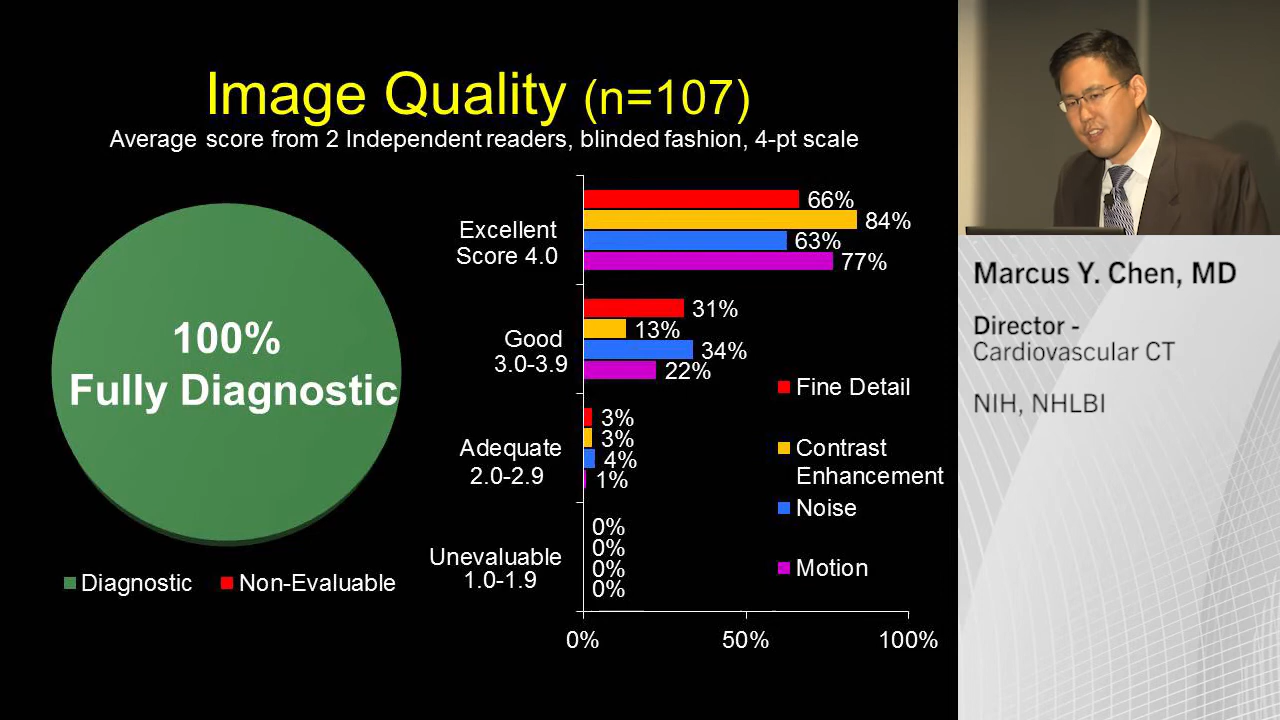 Image Quality (n=107)
Average score from 2 Independent readers, blinded fashion, 4-pt scale
100%
Fully Diagnostic
Diagnostic
Non-Evaluable
Excellent
Score 4.0
66%
84%
63%
77%
Good
3.0-3.9
31%
13%
34%
22%
Adequate
2.0-2.9
3%
3%
4%
1%
Unevaluable
1.0-1.9
0%
0%
0%
0%
0%
50%
100%
Fine Detail
Contrast
Enhancement
Noise
Motion
Marcus Y. Chen, MD
Director -
Cardiovascular CT
NIH, NHLBI